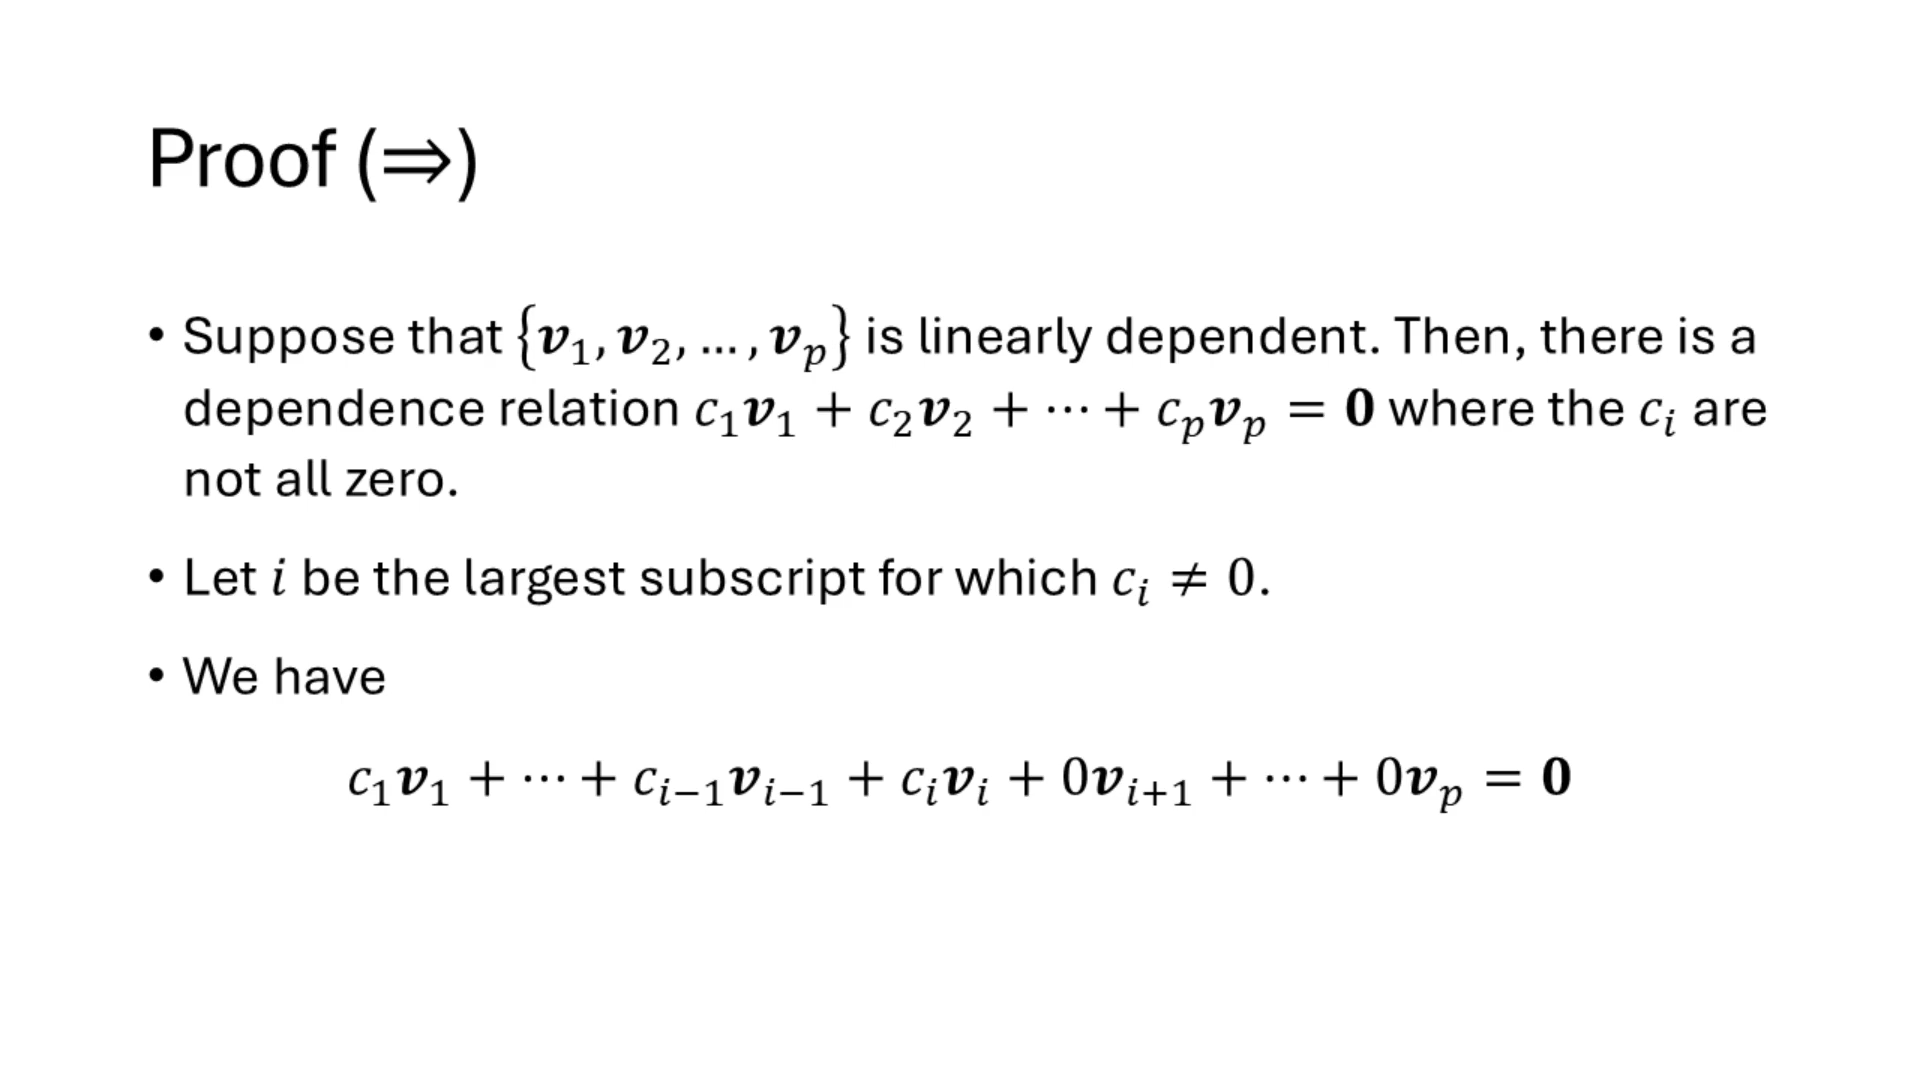 Proof (⇒)
• Suppose that {𝒗₁, 𝒗₂, … , 𝒗ₚ} is linearly dependent. Then, there is a
dependence relation c₁𝒗₁ + c₂𝒗₂ + ⋯ + cₚ𝒗ₚ = 𝟎 where the cᵢ are
not all zero.
• Let i be the largest subscript for which cᵢ ≠ 0.
• We have
c₁𝒗₁ + ⋯ + cᵢ₋₁𝒗ᵢ₋₁ + cᵢ𝒗ᵢ + 0𝒗ᵢ₊₁ + ⋯ + 0𝒗ₚ = 𝟎